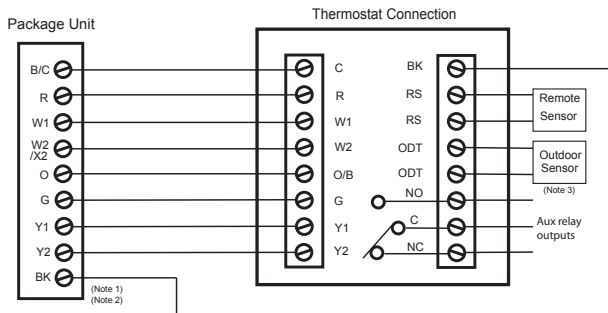 Package Unit
B/C
R
W1
W2
/X2
O
G
Y1
Y2
BK
(Note 1)
(Note 2)
Thermostat Connection
C
R
W1
W2
O/B
G
Y1
Y2
BK
RS
RS
ODT
ODT
NO
C
NC
Remote
Sensor
Outdoor
Sensor
(Note 3)
Aux relay
outputs